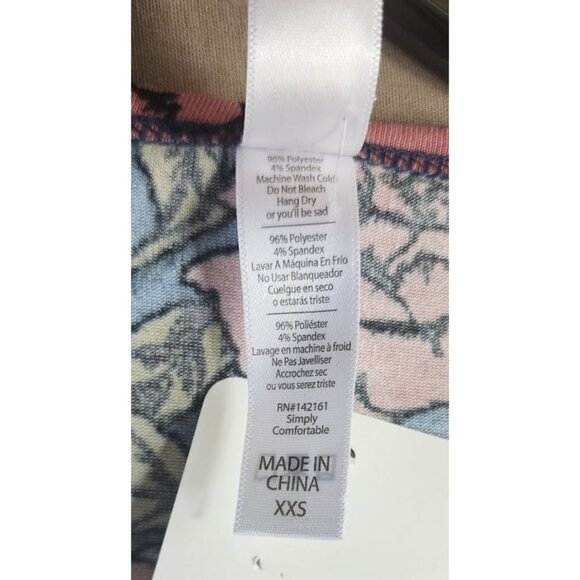 96% Polyester
4% Spandex
Machine Wash Cold
Do Not Bleach
Hang Dry
or you'll be sad
96% Polyester
4% Spandex
Lavar A Máquina En Frío
No Usar Blanqueador
Cuelgue en seco
o estarás triste
96% Poliéster
4% Spandex
Lavage en machine à froid
Ne Pas Javelliser
Accrochez sec
ou vous serez triste
RN#142161
Simply
Comfortable
MADE IN
CHINA
XXS